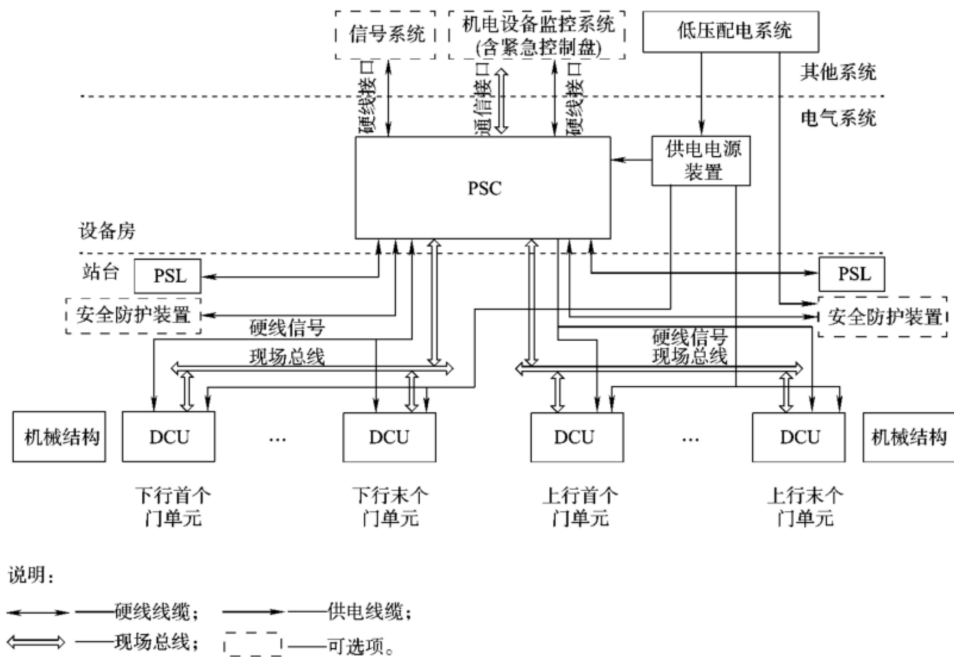 信号系统
机电设备监控系统
(含紧急控制盘)
低压配电系统
硬线接口
通信接口
硬线接口
其他系统
电气系统
PSC
供电电源
装置
设备房
站台
PSL
PSL
安全防护装置
安全防护装置
硬线信号
现场总线
硬线信号
现场总线
机械结构
DCU
…
DCU
DCU
…
DCU
机械结构
下行首个
门单元
下行末个
门单元
上行首个
门单元
上行末个
门单元
说明：
——硬线线缆； ——供电线缆；
——现场总线； ——可选项。